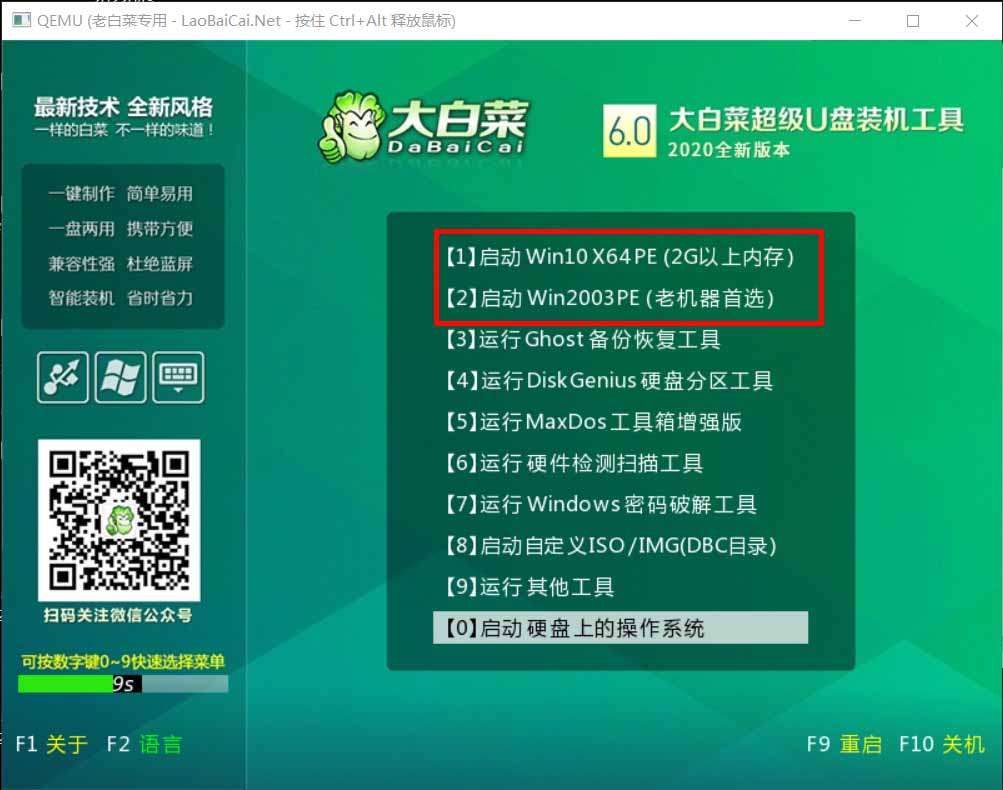 QEMU (老白菜专用 - LaoBaiCai.Net - 按住 Ctrl+Alt 释放鼠标)
最新技术 全新风格
一样的白菜 不一样的味道！
一键制作 简单易用
一盘两用 携带方便
兼容性强 杜绝蓝屏
智能装机 省时省力
扫码关注微信公众号
可按数字键0~9快速选择菜单
9s
F1 关于 F2 语言
大白菜
DaBaiCai
6.0
大白菜超级U盘装机工具
2020全新版本
【1】启动 Win10 X64 PE (2G以上内存)
【2】启动 Win2003PE (老机器首选)
【3】运行 Ghost 备份恢复工具
【4】运行 DiskGenius 硬盘分区工具
【5】运行 MaxDos 工具箱增强版
【6】运行 硬件检测扫描工具
【7】运行 Windows 密码破解工具
【8】启动自定义ISO/IMG(DBC目录)
【9】运行 其他工具
【0】启动 硬盘上的操作系统
F9 重启 F10 关机